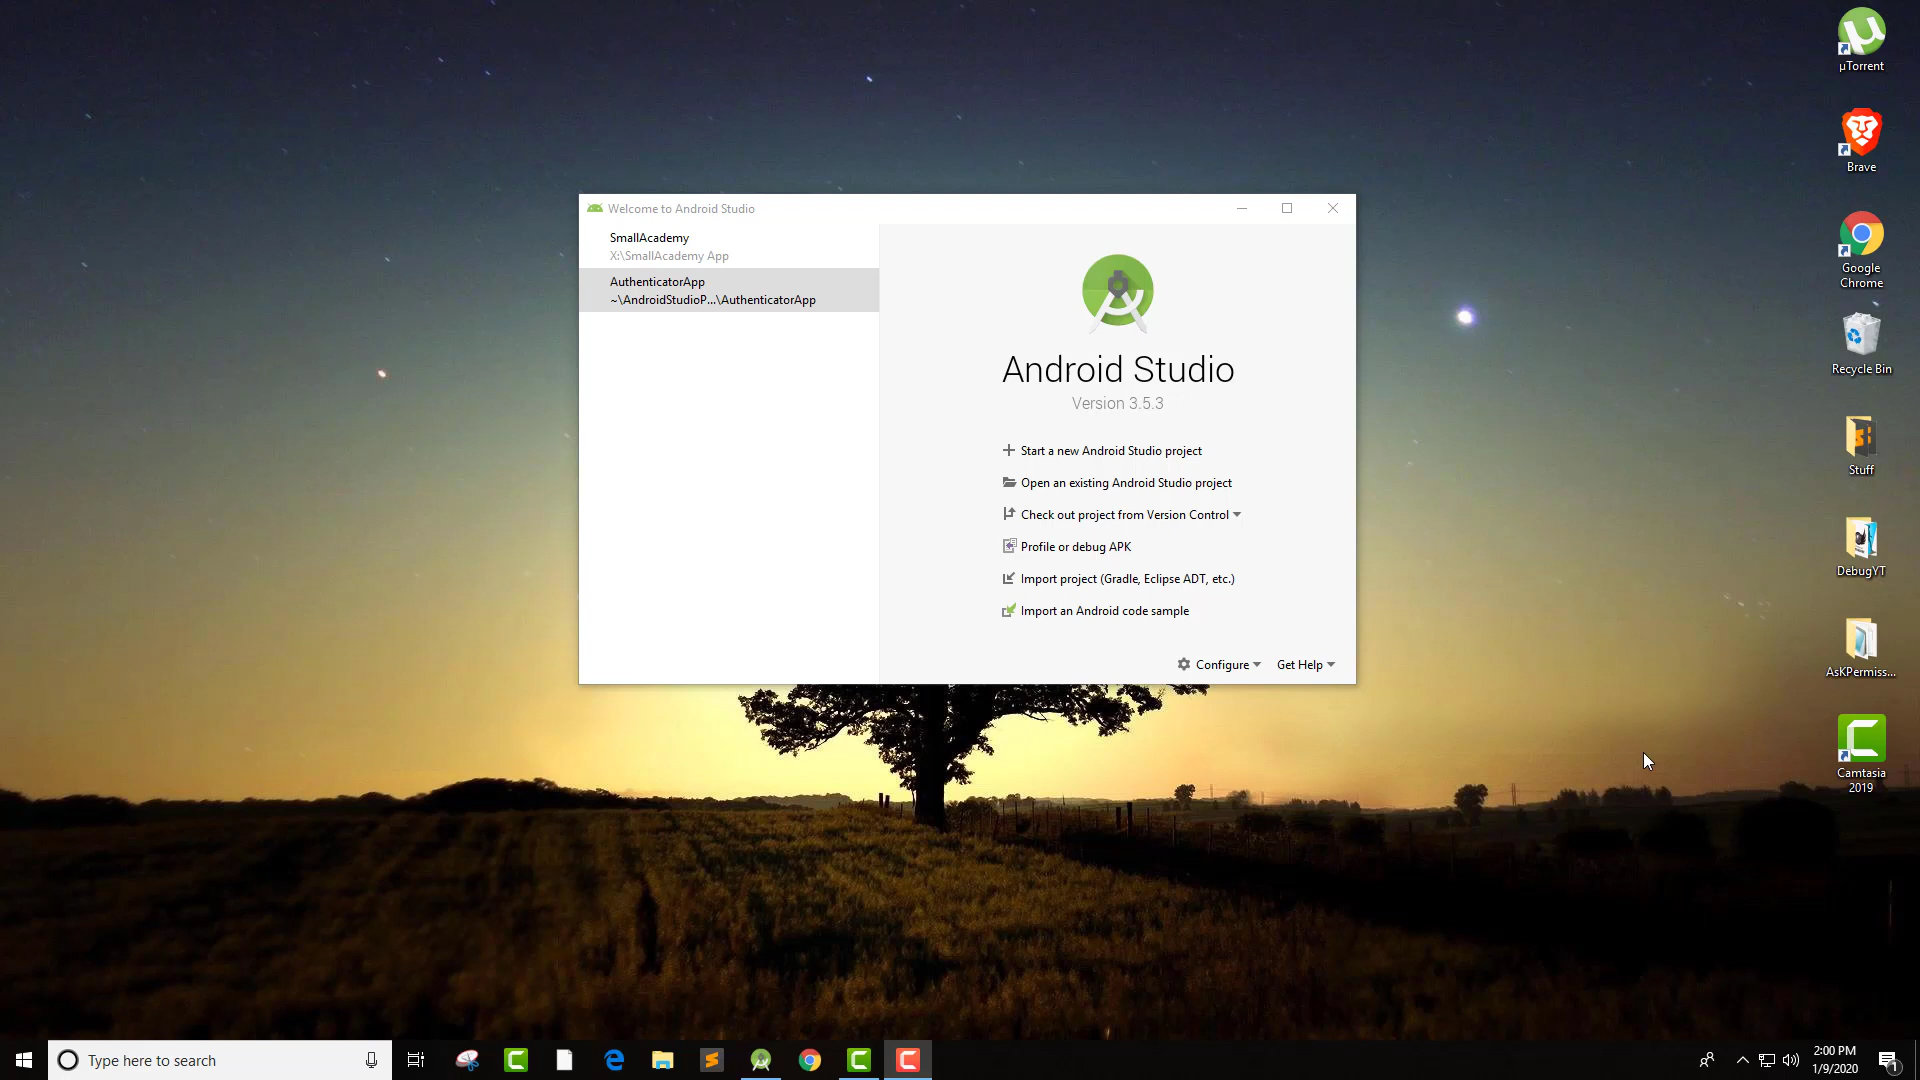 Welcome to Android Studio
SmallAcademy
X:\SmallAcademy App
AuthenticatorApp
~\AndroidStudioP...\AuthenticatorApp
Android Studio
Version 3.5.3
Start a new Android Studio project
Open an existing Android Studio project
Check out project from Version Control
Profile or debug APK
Import project (Gradle, Eclipse ADT, etc.)
Import an Android code sample
Configure
Get Help
µTorrent
Brave
Google
Chrome
Recycle Bin
Stuff
DebugYT
AsKPermiss...
Camtasia
2019
Type here to search
2:00 PM
1/9/2020
1